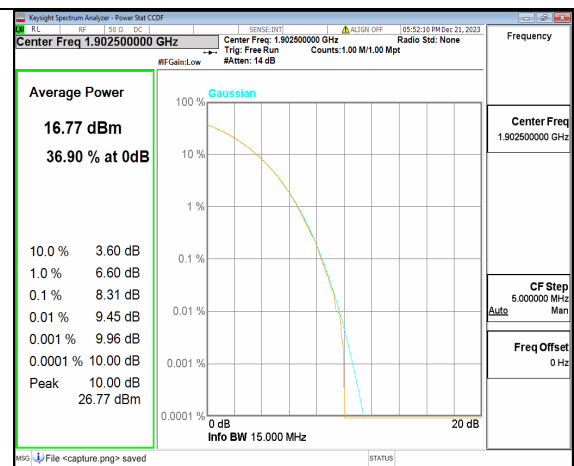 Keysight Spectrum Analyzer - Power Stat CCDF
RL RF 50 Ω DC SENSE:INT ALIGN OFF 05:52:10 PM Dec 21, 2023
Center Freq 1.902500000 GHz
Center Freq: 1.902500000 GHz Radio Std: None
Trig: Free Run Counts:1.00 M/1.00 Mpt
#IFGain:Low #Atten: 14 dB
Frequency
Average Power
16.77 dBm
36.90 % at 0dB
10.0 % 3.60 dB
1.0 % 6.60 dB
0.1 % 8.31 dB
0.01 % 9.45 dB
0.001 % 9.96 dB
0.0001 % 10.00 dB
Peak 10.00 dB
26.77 dBm
Gaussian
100 %
10 %
1 %
0.1 %
0.01 %
0.001 %
0.0001 %
0 dB 20 dB
Info BW 15.000 MHz
Center Freq
1.902500000 GHz
CF Step
5.000000 MHz
Auto Man
Freq Offset
0 Hz
MSG File <capture.png> saved STATUS